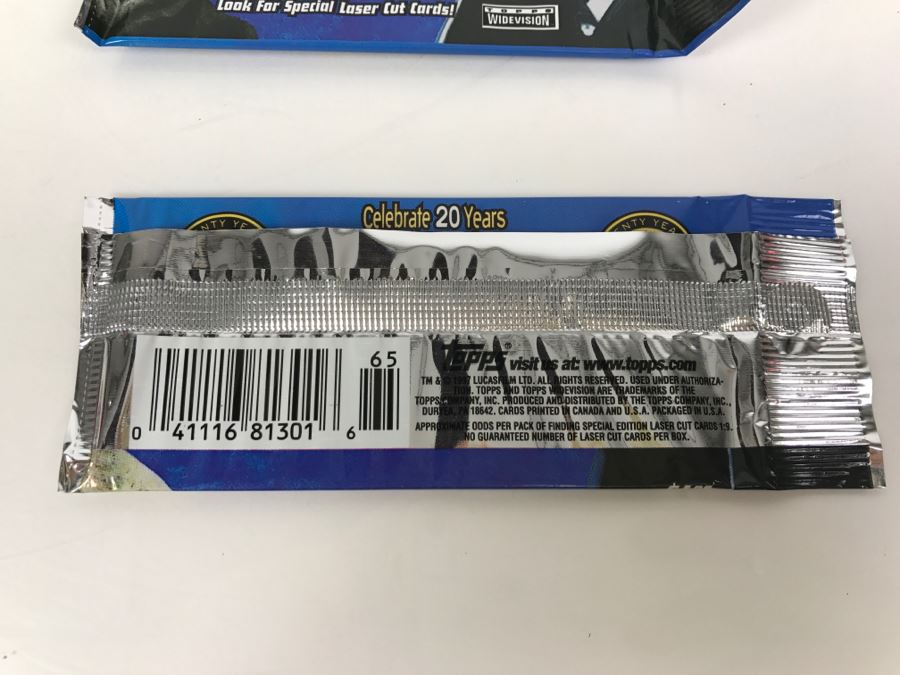 Look For Special Laser Cut Cards!
TOPPS
WIDEVISION
Celebrate 20 Years
NTY YEA
ENTY YEA
65
0 41116 81301 6
TOPPS® visit us at: www.topps.com
TM & © 1997 LUCASFILM LTD. ALL RIGHTS RESERVED. USED UNDER AUTHORIZA-
TION. TOPPS AND TOPPS WIDEVISION ARE TRADEMARKS OF THE
TOPPS COMPANY, INC. PRODUCED AND DISTRIBUTED BY THE TOPPS COMPANY, INC.,
DURYEA, PA 18642. CARDS PRINTED IN CANADA AND U.S.A. PACKAGED IN U.S.A.
APPROXIMATE ODDS PER PACK OF FINDING SPECIAL EDITION LASER CUT CARDS 1:9.
NO GUARANTEED NUMBER OF LASER CUT CARDS PER BOX.